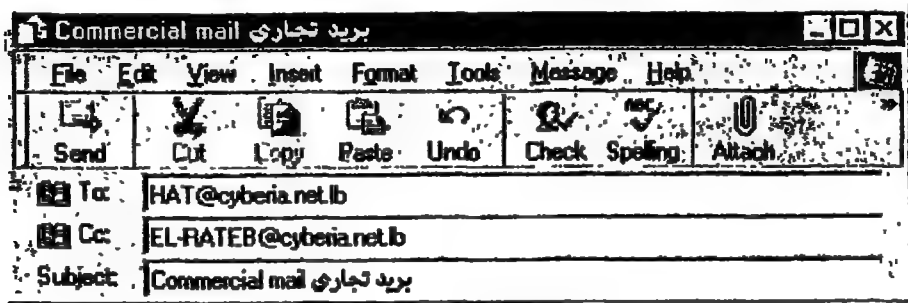 Commercial mail بريد تجاري
File Edit View Insert Format Tools Message Help
Send Cut Copy Paste Undo Check Spelling Attach
To: HAT@cyberia.net.lb
Cc: EL-RATEB@cyberia.net.lb
Subject: Commercial mail بريد تجاري